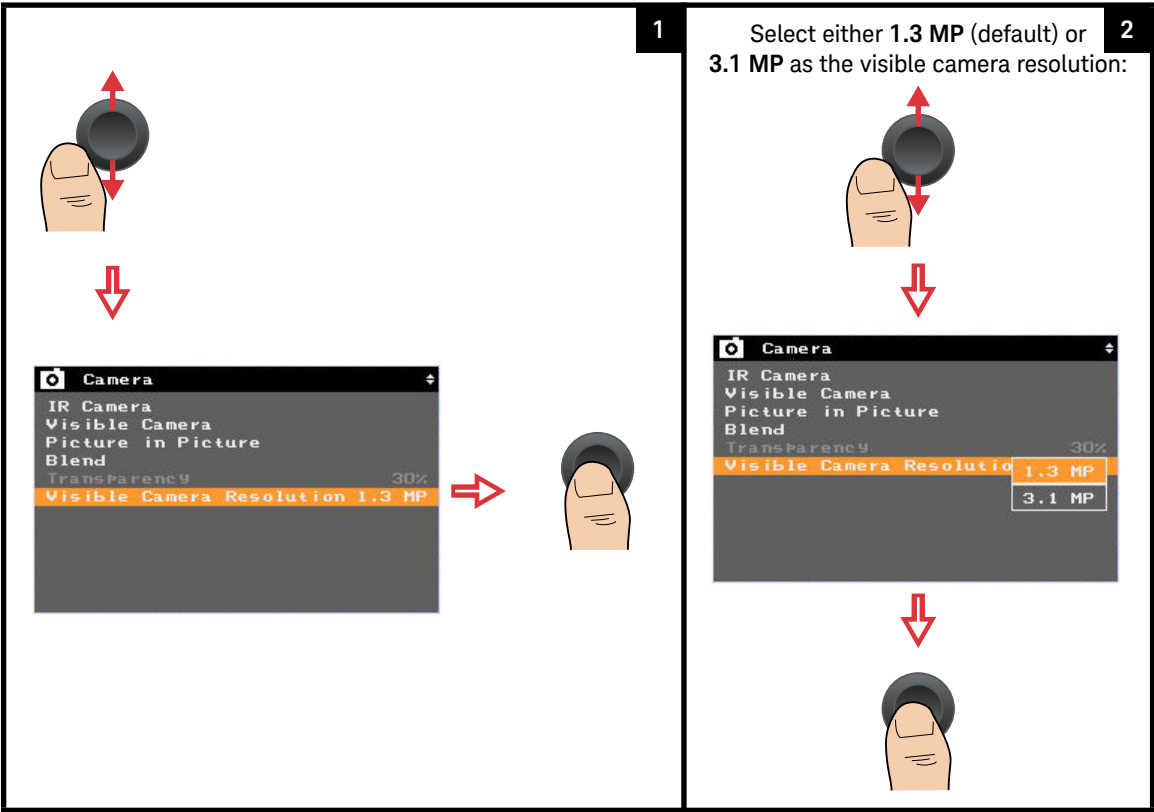 1
Camera
IR Camera
Visible Camera
Picture in Picture
Blend
Transparency 30%
Visible Camera Resolution 1.3 MP
2
Select either 1.3 MP (default) or
3.1 MP as the visible camera resolution:
Camera
IR Camera
Visible Camera
Picture in Picture
Blend
Transparency 30%
Visible Camera Resolutio 1.3 MP
3.1 MP